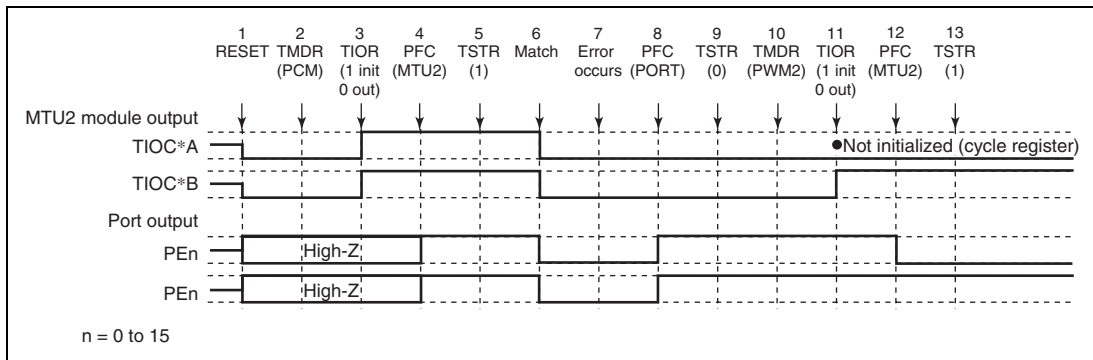 1 2 3 4 5 6 7 8 9 10 11 12 13
RESET TMDR TIOR PFC TSTR Match Error PFC TSTR TMDR TIOR PFC TSTR
(PCM) (1 init (MTU2) (1) occurs (PORT) (0) (PWM2) (1 init (MTU2) (1)
0 out) 0 out)
MTU2 module output
TIOC*A
●Not initialized (cycle register)
TIOC*B
Port output
PEn
High-Z
PEn
High-Z
n = 0 to 15